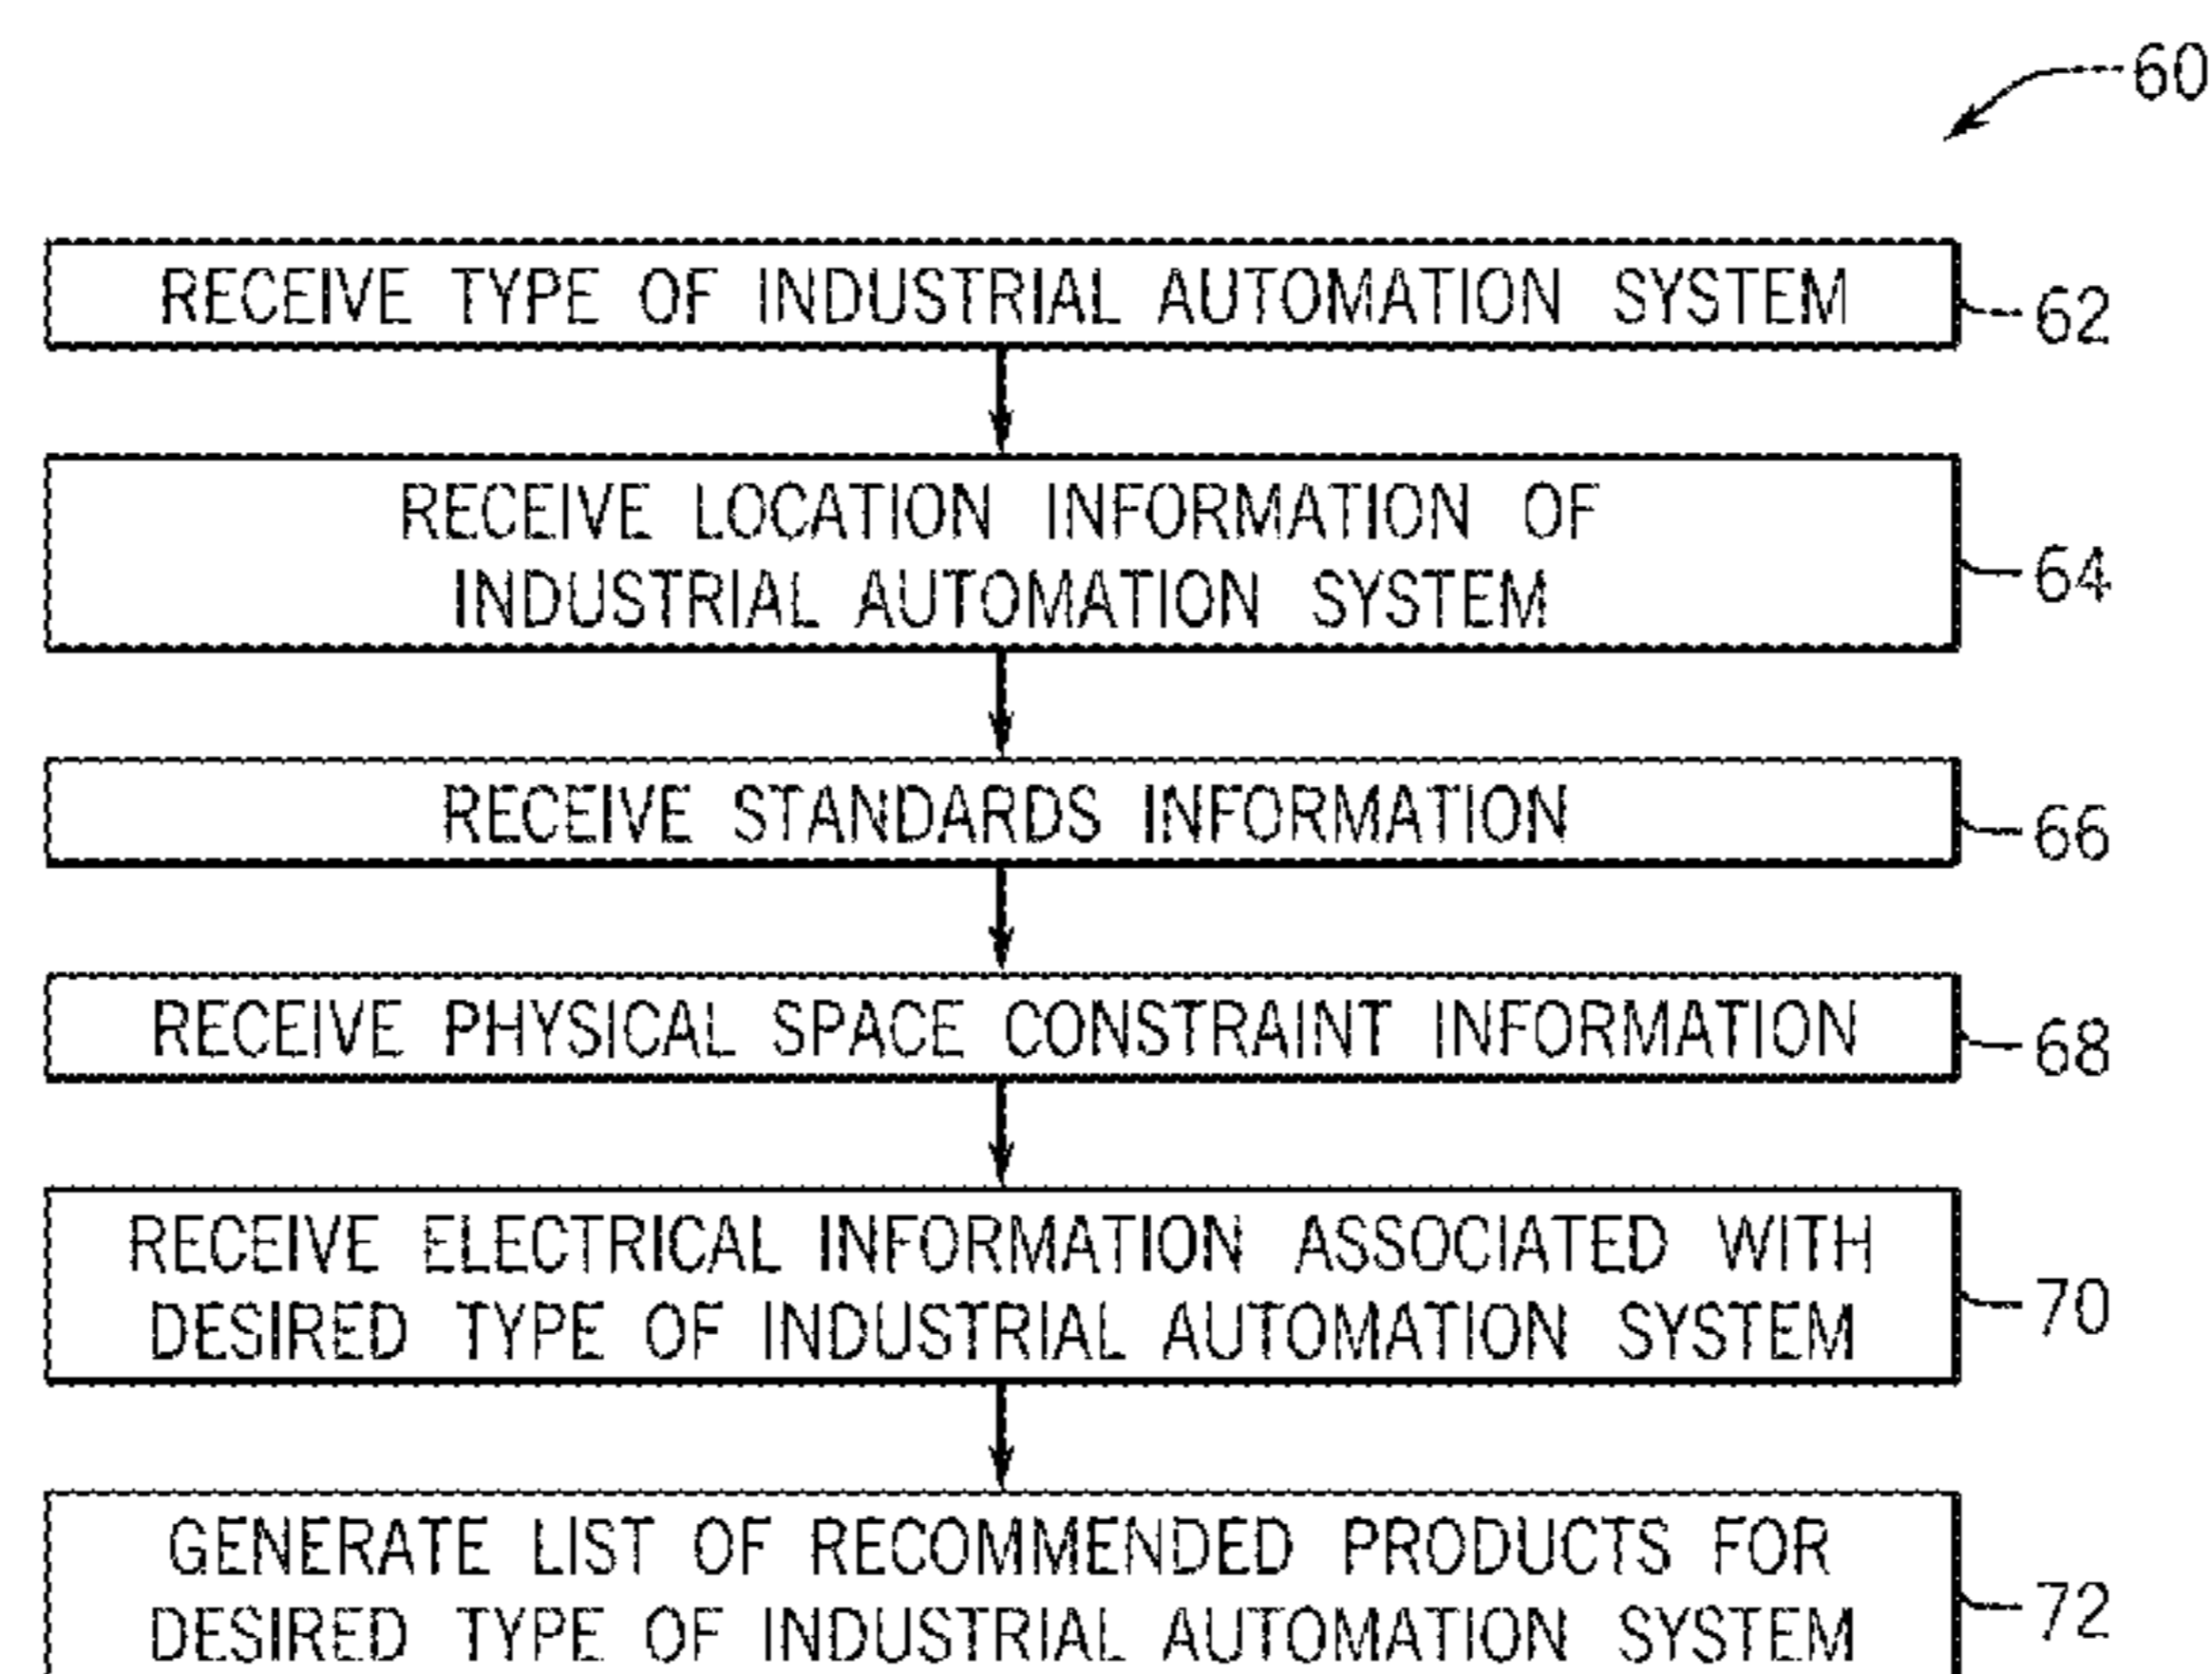 60
RECEIVE TYPE OF INDUSTRIAL AUTOMATION SYSTEM
62
RECEIVE LOCATION INFORMATION OF
INDUSTRIAL AUTOMATION SYSTEM
64
RECEIVE STANDARDS INFORMATION
66
RECEIVE PHYSICAL SPACE CONSTRAINT INFORMATION
68
RECEIVE ELECTRICAL INFORMATION ASSOCIATED WITH
DESIRED TYPE OF INDUSTRIAL AUTOMATION SYSTEM
70
GENERATE LIST OF RECOMMENDED PRODUCTS FOR
DESIRED TYPE OF INDUSTRIAL AUTOMATION SYSTEM
72